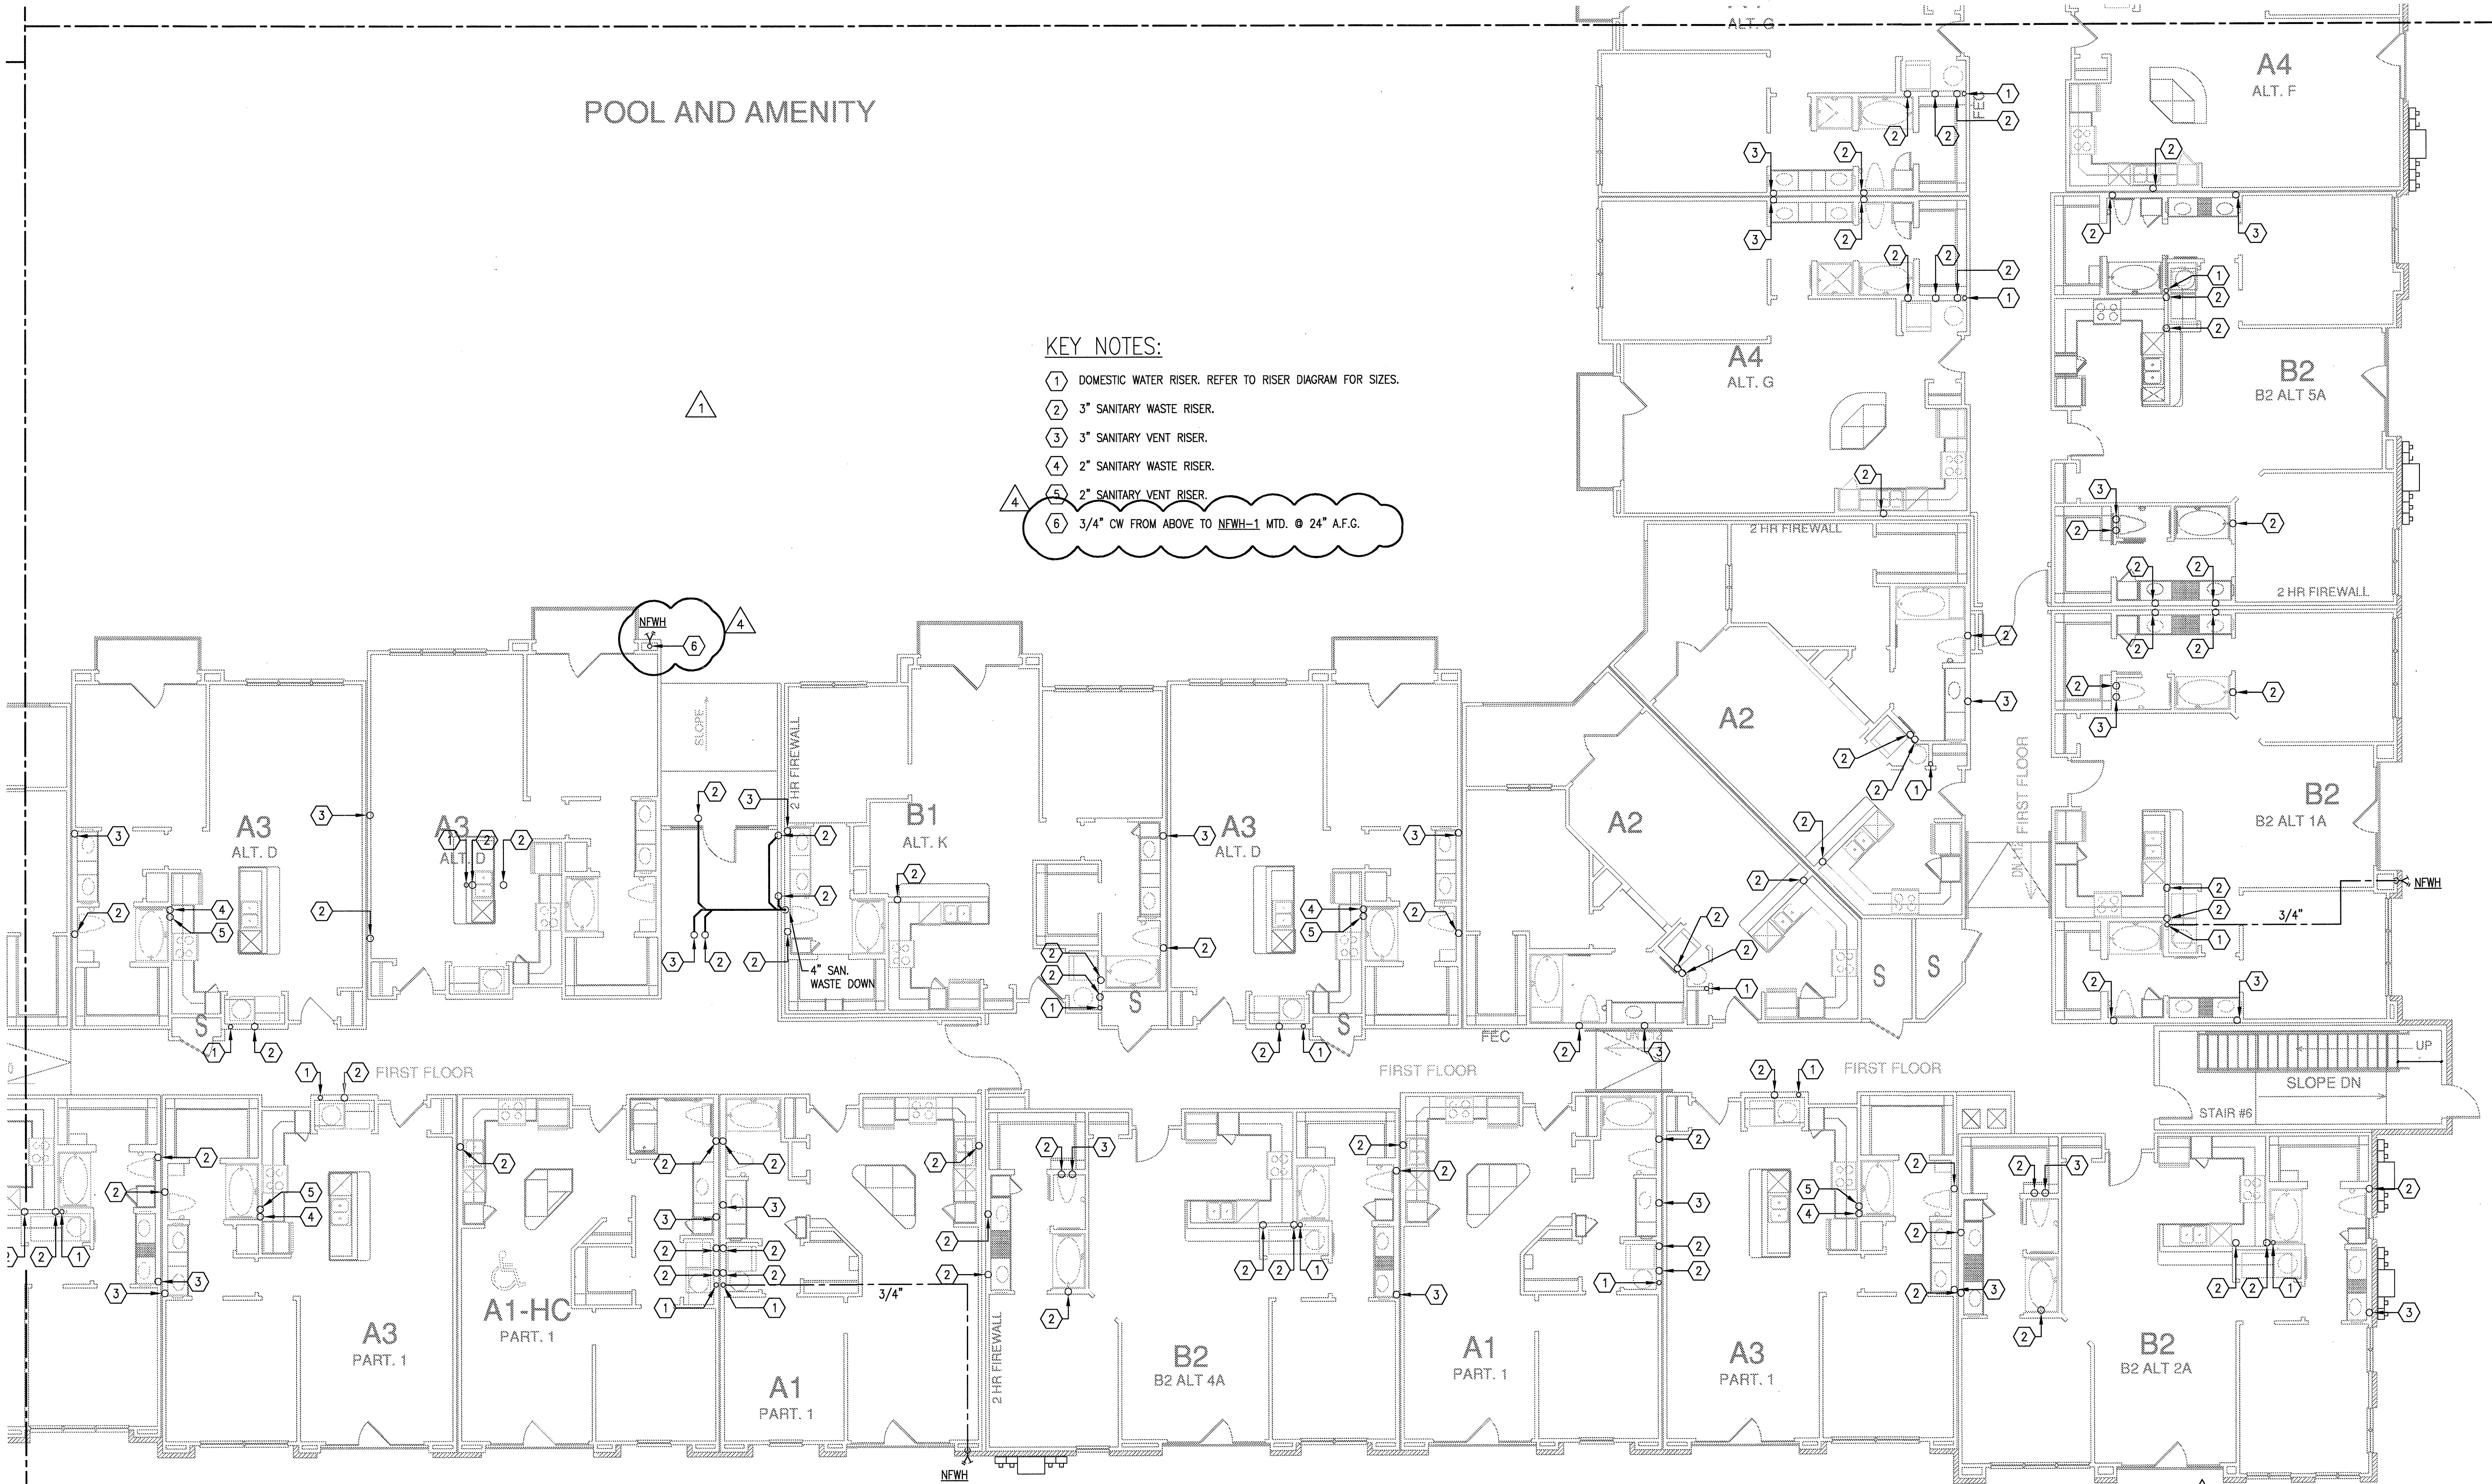 ALT. G
FEC
A4
ALT. F
POOL AND AMENITY
KEY NOTES:
1 DOMESTIC WATER RISER. REFER TO RISER DIAGRAM FOR SIZES.
2 3" SANITARY WASTE RISER.
3 3" SANITARY VENT RISER.
4 2" SANITARY WASTE RISER.
5 2" SANITARY VENT RISER.
6 3/4" CW FROM ABOVE TO NFWH-1 MTD. @ 24" A.F.G.
1
4
A4
ALT. G
B2
B2 ALT 5A
2 HR FIREWALL
2 HR FIREWALL
NFWH
6
4
SLOPE
2 HR FIREWALL
A3
ALT. D
A3
ALT. D
B1
ALT. K
A3
ALT. D
A2
A2
FIRST FLOOR
B2
B2 ALT 1A
NFWH
3/4"
4" SAN.
WASTE DOWN
S
S
S
S
S
FEC
FIRST FLOOR
FIRST FLOOR
FIRST FLOOR
UP
SLOPE DN
STAIR #6
A3
PART. 1
A1-HC
PART. 1
A1
PART. 1
3/4"
2 HR FIREWALL
NFWH
B2
B2 ALT 4A
A1
PART. 1
A3
PART. 1
B2
B2 ALT 2A